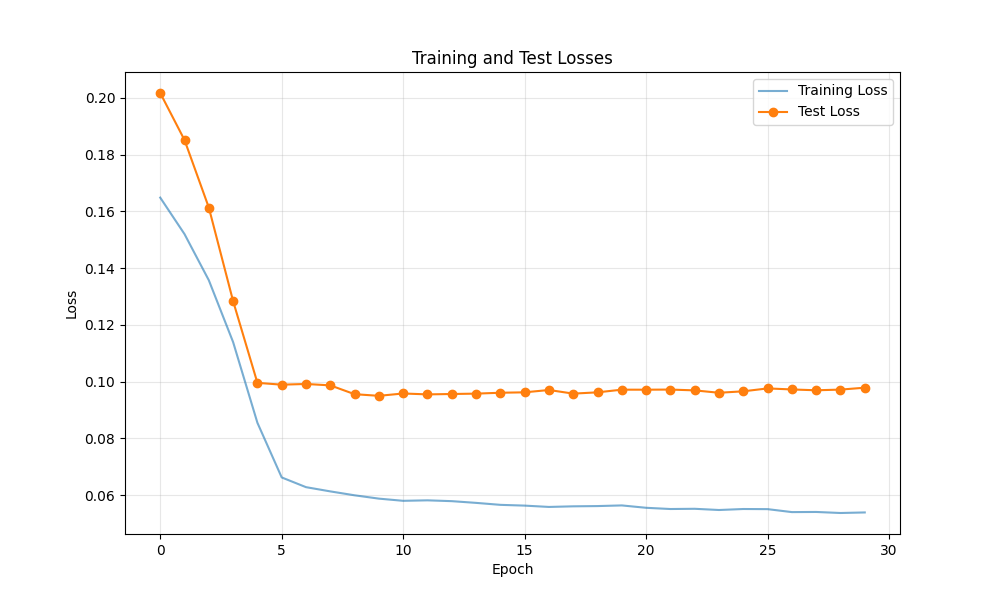 Training and Test Losses
Training Loss
Test Loss
0.20
0.18
0.16
0.14
0.12
0.10
0.08
0.06
Loss
0 5 10 15 20 25 30
Epoch